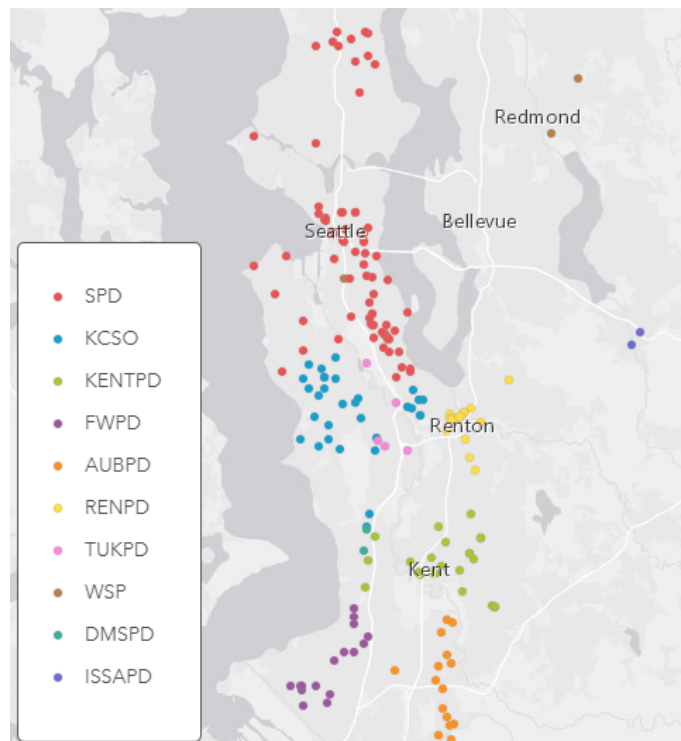 Redmond
Bellevue
Seattle
SPD
KCSO
KENTPD
FWPD
AUBPD
RENPD
TUKPD
WSP
DMSPD
ISSAPD
Renton
Kent